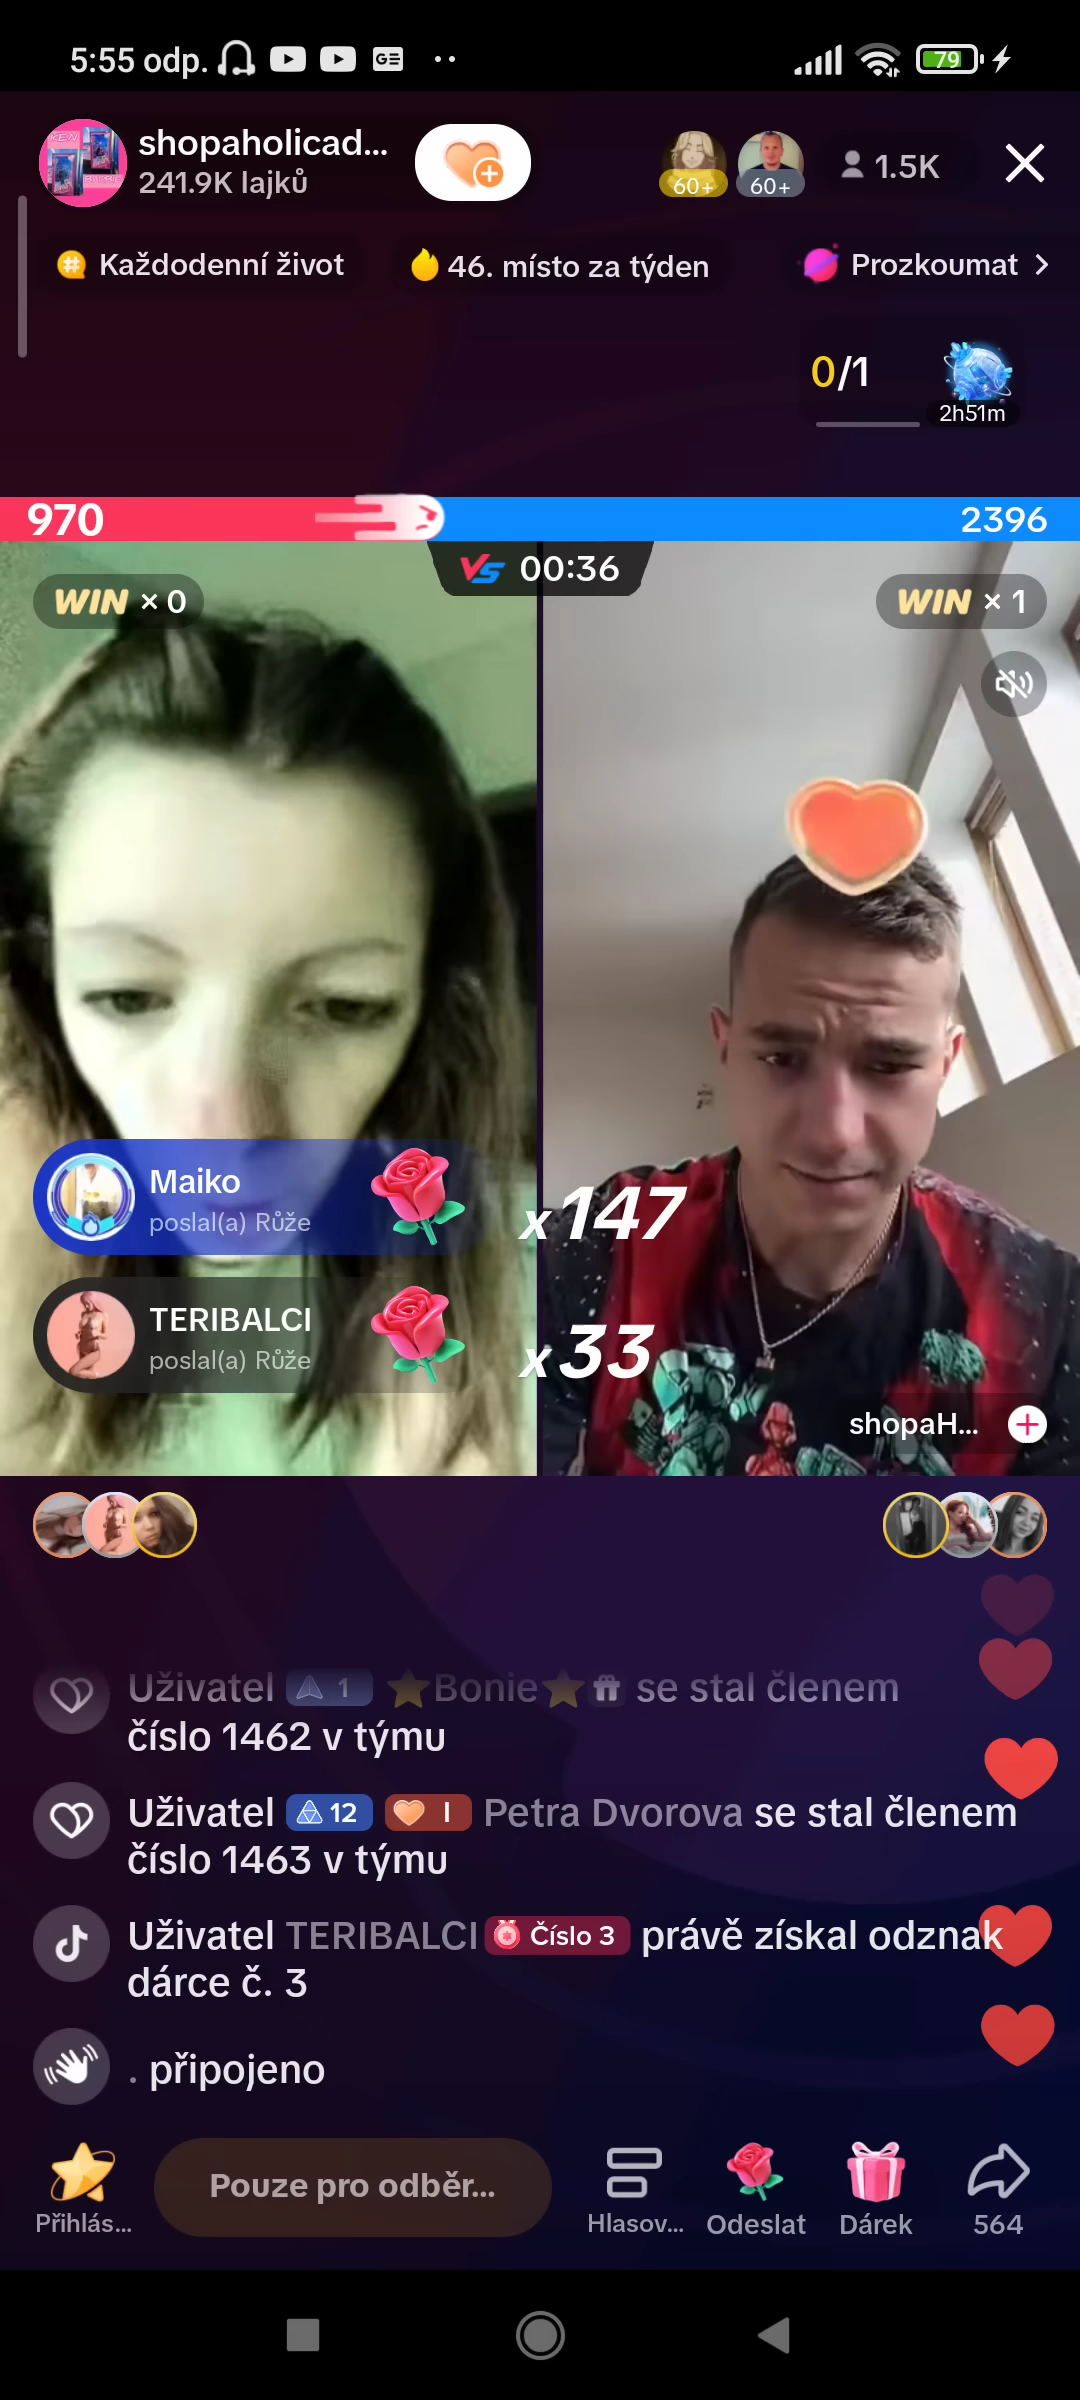 5:55 odp.
79
shopaholicad...
241.9K lajků
60+
60+
1.5K
Každodenní život
46. místo za týden
Prozkoumat
0/1
2h51m
970
2396
VS 00:36
WIN × 0
WIN × 1
Maiko
poslal(a) Růže
x147
TERIBALCI
poslal(a) Růže
x33
shopaH...
Uživatel 1 ⭐Bonie⭐ se stal členem
číslo 1462 v týmu
Uživatel 12 I Petra Dvorova se stal členem
číslo 1463 v týmu
Uživatel TERIBALCI Číslo 3 právě získal odznak
dárce č. 3
. připojeno
Přihlás...
Pouze pro odběr...
Hlasov...
Odeslat
Dárek
564